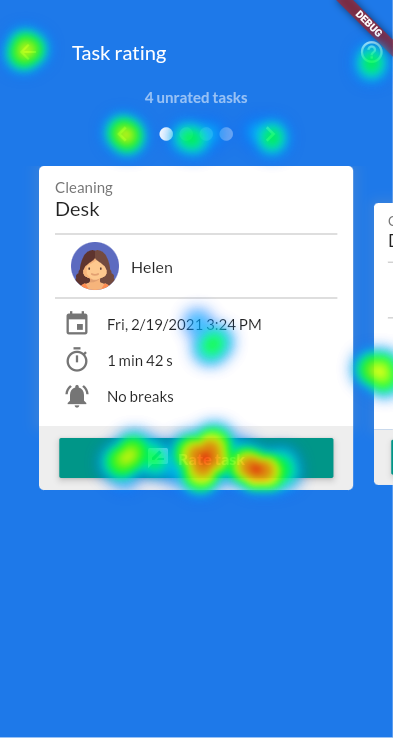 DEBUG
Task rating
4 unrated tasks
Cleaning
Desk
Helen
Fri, 2/19/2021 3:24 PM
1 min 42 s
No breaks
Rate task